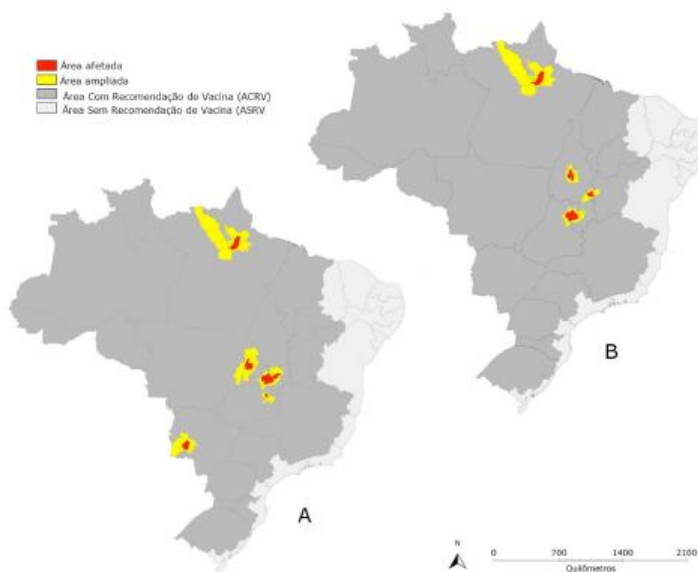 Área afetada
Área ampliada
Área Com Recomendação de Vacina (ACRV)
Área Sem Recomendação de Vacina (ASRV
B
A
N
0 700 1400 2100
Quilômetros